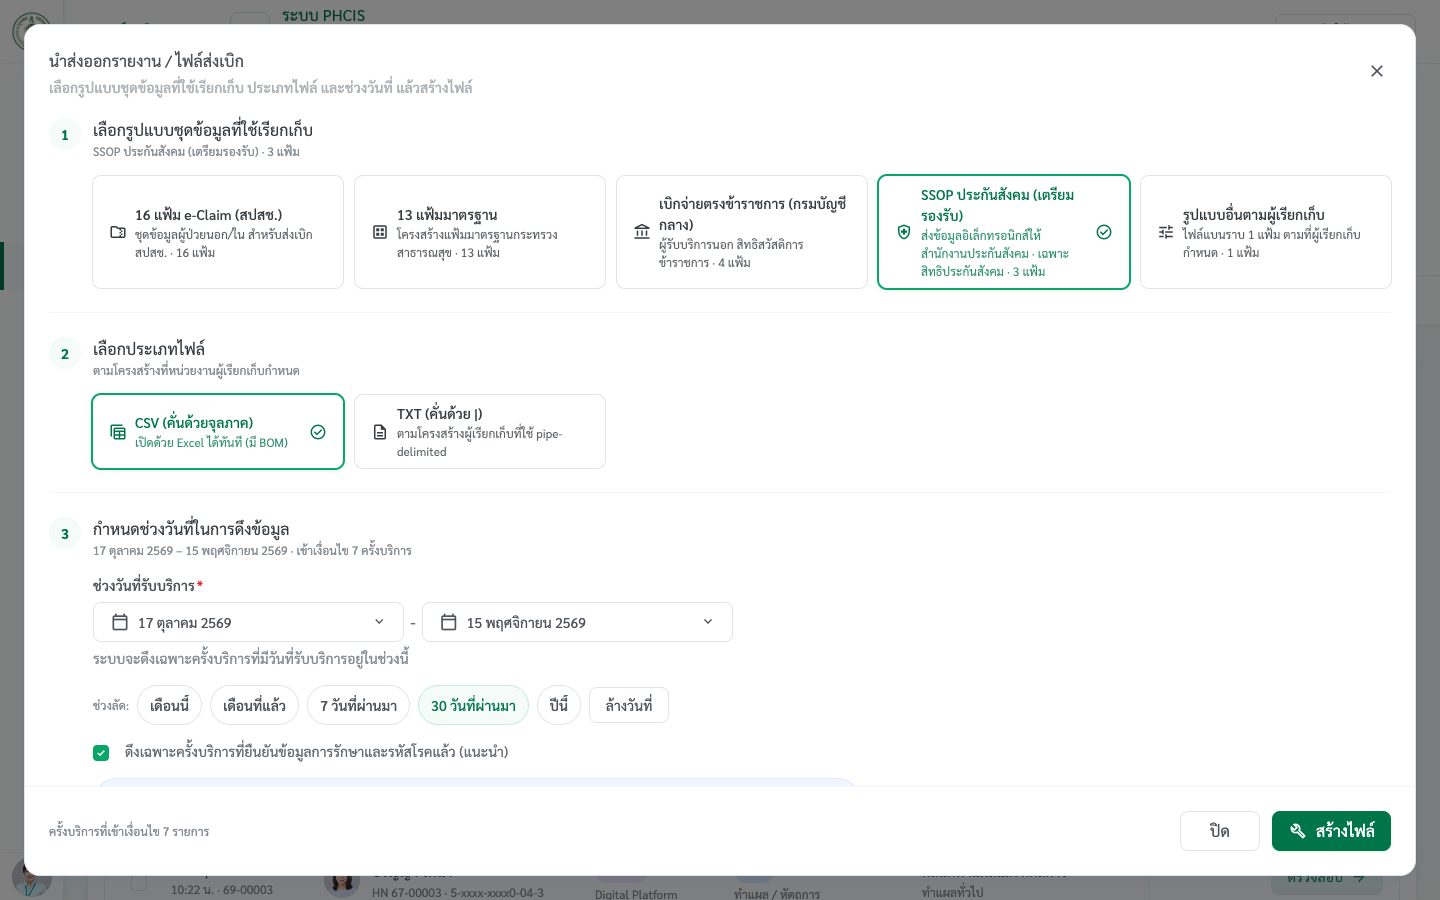 ระบบ PHCIS
นำส่งออกรายงาน / ไฟล์ส่งเบิก
เลือกรูปแบบชุดข้อมูลที่ใช้เรียกเก็บ ประเภทไฟล์ และช่วงวันที่ แล้วสร้างไฟล์
1
เลือกรูปแบบชุดข้อมูลที่ใช้เรียกเก็บ
SSOP ประกันสังคม (เตรียมรองรับ) · 3 แฟ้ม
16 แฟ้ม e-Claim (สปสช.)
ชุดข้อมูลผู้ป่วยนอก/ใน สำหรับส่งเบิก
สปสช. · 16 แฟ้ม
13 แฟ้มมาตรฐาน
โครงสร้างแฟ้มมาตรฐานกระทรวง
สาธารณสุข · 13 แฟ้ม
เบิกจ่ายตรงข้าราชการ (กรมบัญชี
กลาง)
ผู้รับบริการนอก สิทธิสวัสดิการ
ข้าราชการ · 4 แฟ้ม
SSOP ประกันสังคม (เตรียม
รองรับ)
ส่งข้อมูลอิเล็กทรอนิกส์ให้
สำนักงานประกันสังคม · เฉพาะ
สิทธิประกันสังคม · 3 แฟ้ม
รูปแบบอื่นตามผู้เรียกเก็บ
ไฟล์แบนราบ 1 แฟ้ม ตามที่ผู้เรียกเก็บ
กำหนด · 1 แฟ้ม
2
เลือกประเภทไฟล์
ตามโครงสร้างที่หน่วยงานผู้เรียกเก็บกำหนด
CSV (คั่นด้วยจุลภาค)
เปิดด้วย Excel ได้ทันที (มี BOM)
TXT (คั่นด้วย |)
ตามโครงสร้างผู้เรียกเก็บที่ใช้ pipe-
delimited
3
กำหนดช่วงวันที่ในการดึงข้อมูล
17 ตุลาคม 2569 – 15 พฤศจิกายน 2569 · เข้าเงื่อนไข 7 ครั้งบริการ
ช่วงวันที่รับบริการ*
17 ตุลาคม 2569 - 15 พฤศจิกายน 2569
ระบบจะดึงเฉพาะครั้งบริการที่มีวันที่รับบริการอยู่ในช่วงนี้
ช่วงลัด: เดือนนี้ เดือนที่แล้ว 7 วันที่ผ่านมา 30 วันที่ผ่านมา ปีนี้ ล้างวันที่
ดึงเฉพาะครั้งบริการที่ยืนยันข้อมูลการรักษาและรหัสโรคแล้ว (แนะนำ)
ครั้งบริการที่เข้าเงื่อนไข 7 รายการ
ปิด
สร้างไฟล์
10:22 น. · 69-00003
HN 67-00003 · 5-xxxx-xxxx0-04-3
Digital Platform
ทำแผล / หัตถการ
ทำแผลทั่วไป